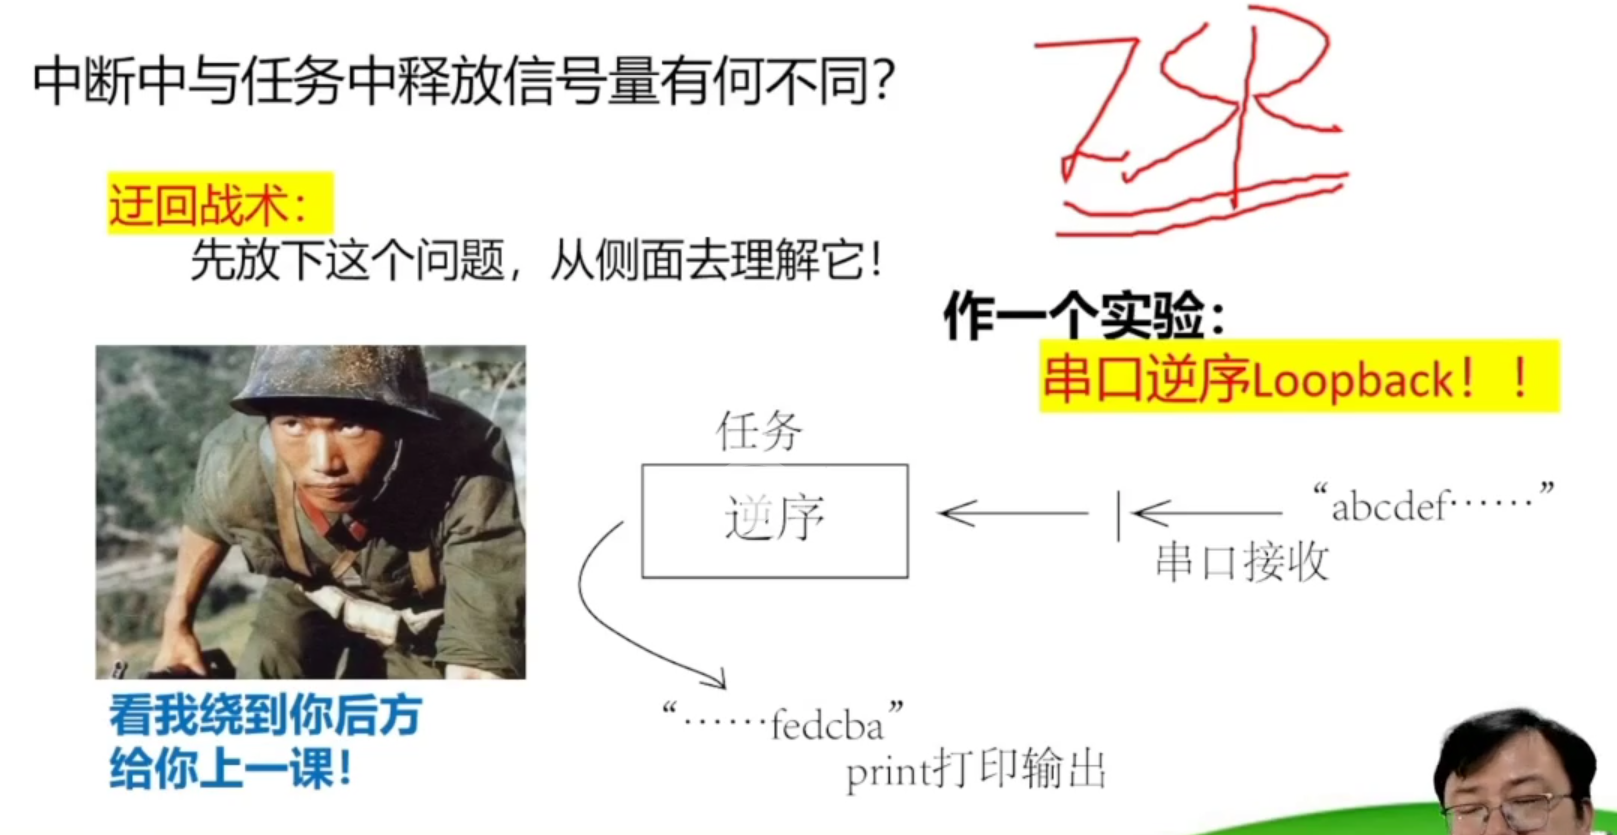 中断中与任务中释放信号量有何不同？
ISR
迂回战术：
先放下这个问题，从侧面去理解它！
作一个实验：
串口逆序Loopback！！
任务
逆序
“abcdef……”
串口接收
“……fedcba”
print打印输出
看我绕到你后方
给你上一课！